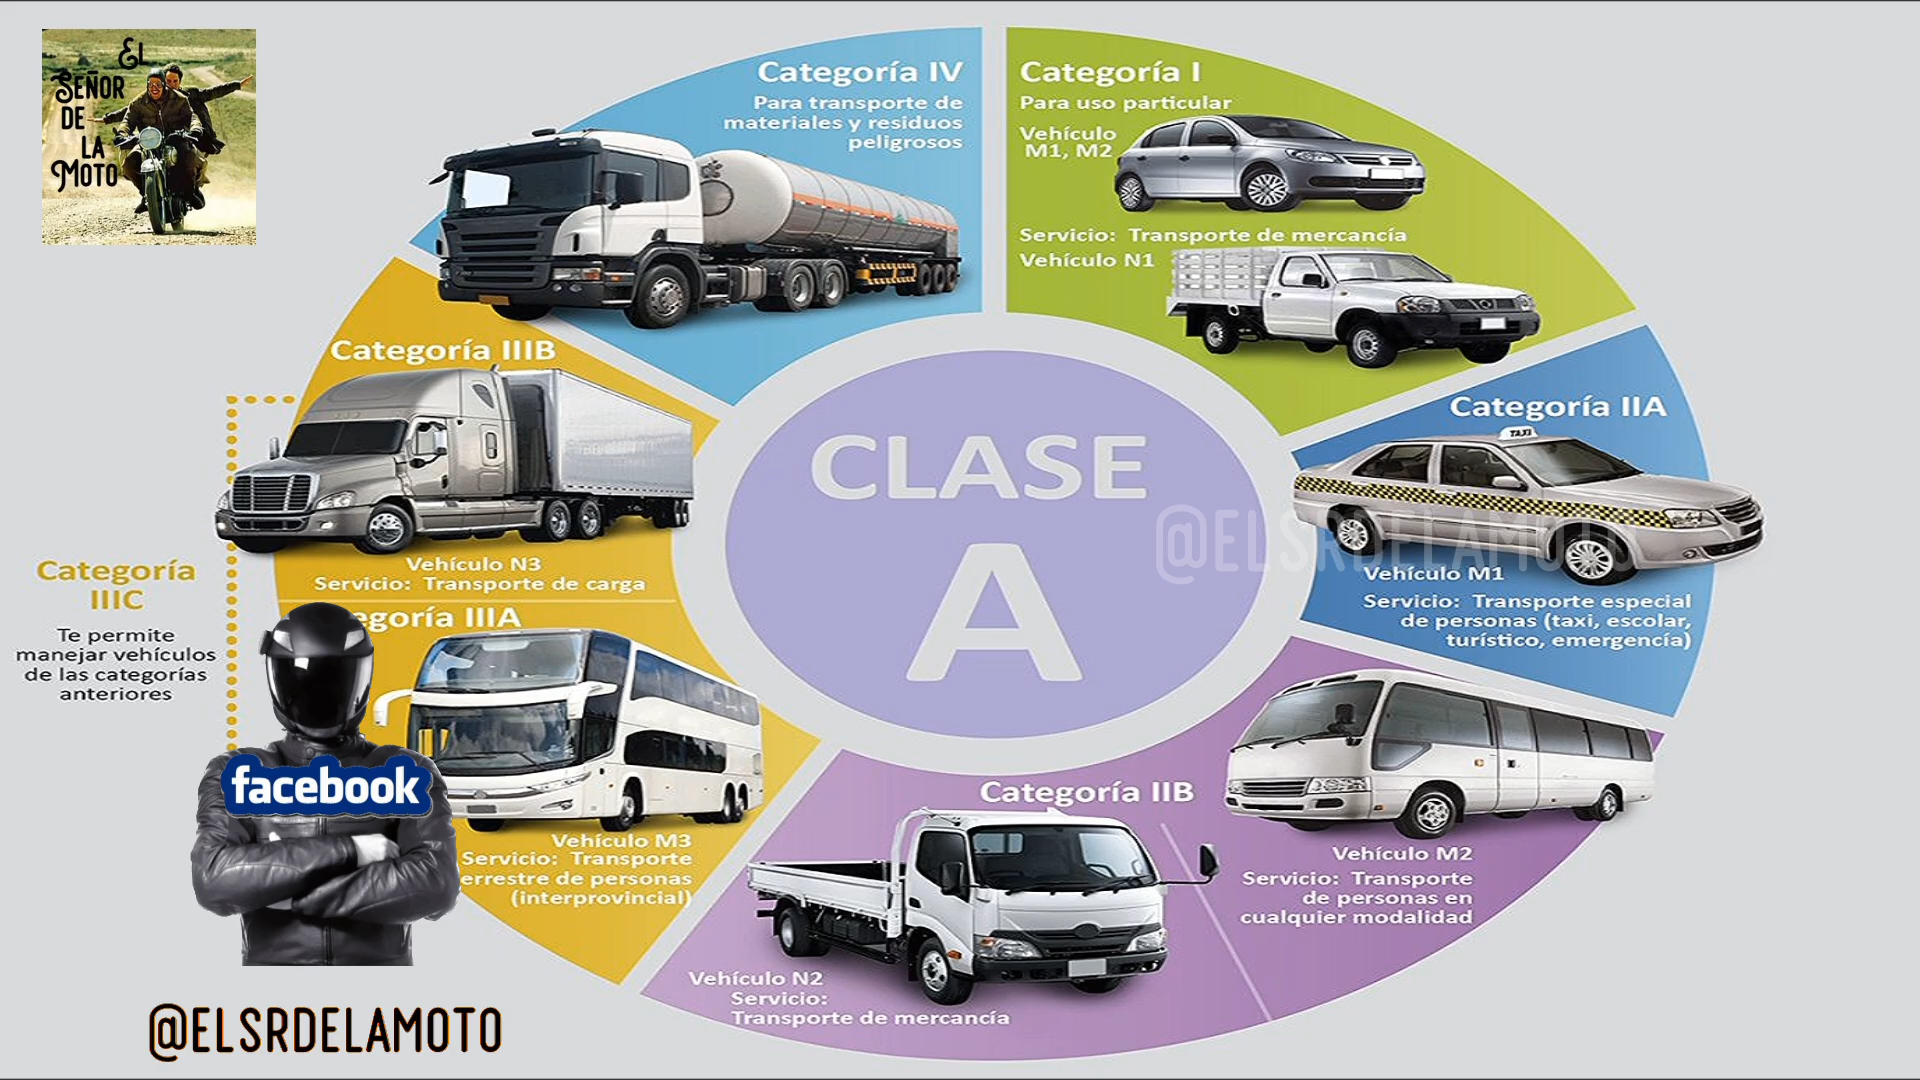 El
Señor
de
la
Moto
Categoría IV
Para transporte de
materiales y residuos
peligrosos
Categoría I
Para uso particular
Vehículo
M1, M2
Servicio: Transporte de mercancía
Vehículo N1
Categoría IIA
TAXI
Vehículo M1
Servicio: Transporte especial
de personas (taxi, escolar,
turístico, emergencía)
Categoría IIIB
Vehículo N3
Servicio: Transporte de carga
CLASE
A
@ELSRDELAMOTO
Categoría
IIIC
Te permite
manejar vehículos
de las categorías
anteriores
egoría IIIA
Vehículo M3
Servicio: Transporte
errestre de personas
(interprovincial)
facebook
Categoría IIB
Vehículo M2
Servicio: Transporte
de personas en
cualquier modalidad
Vehículo N2
Servicio:
Transporte de mercancía
@ELSRDELAMOTO